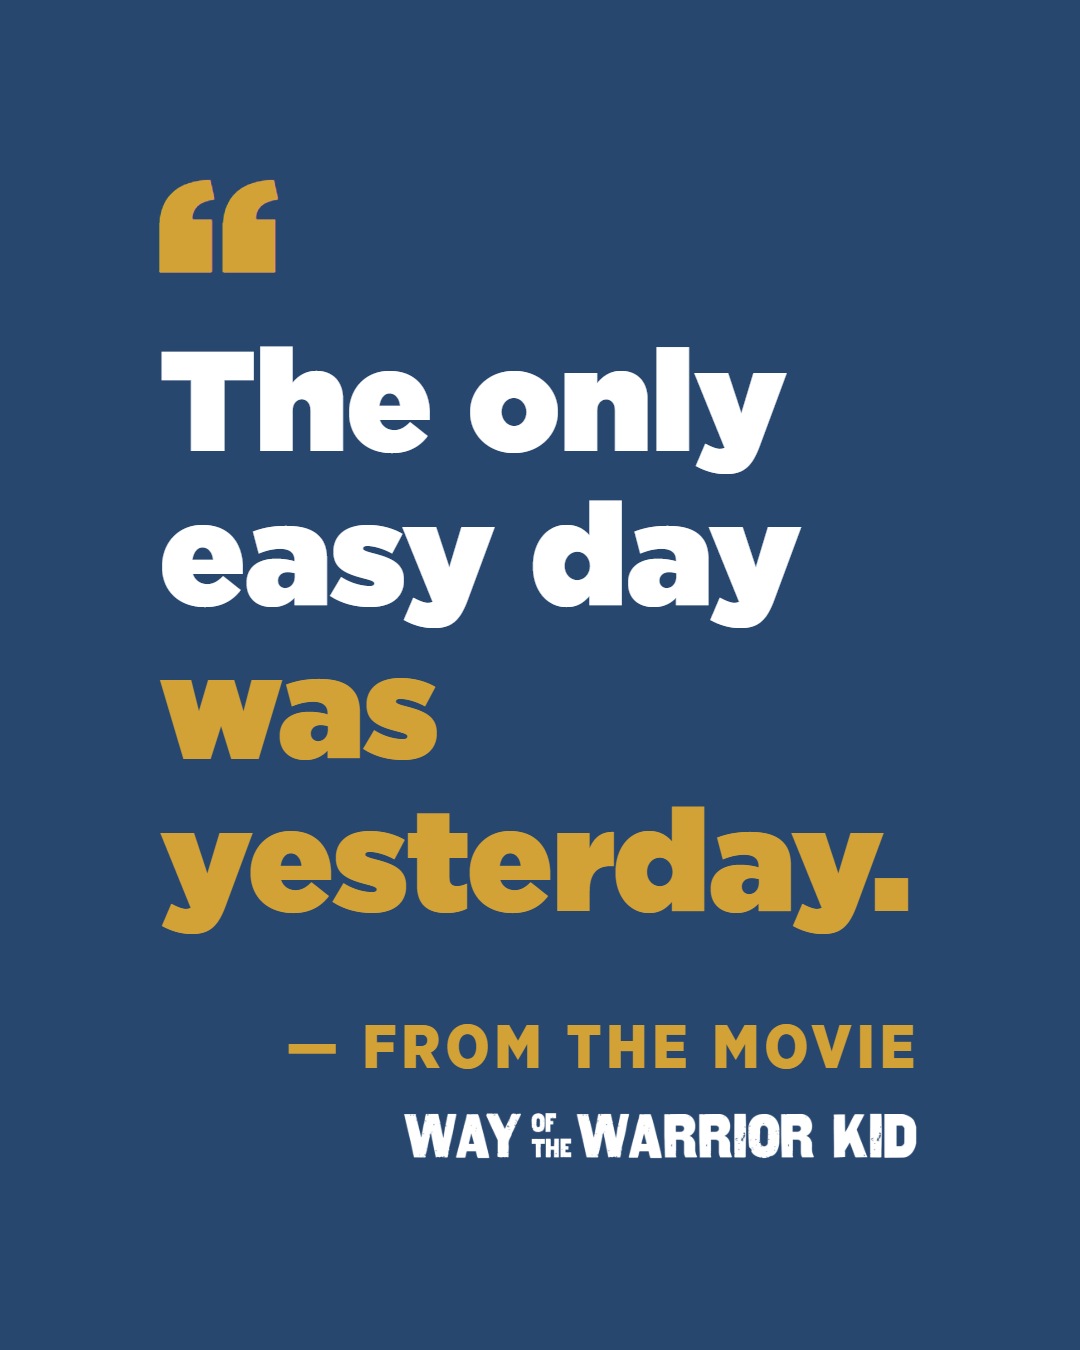 “
The only
easy day
was
yesterday.
— FROM THE MOVIE
WAY OF THE WARRIOR KID